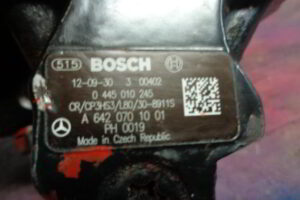 515 BOSCH
12-09-30 3 00402
0 445 010 245
CR/CP3HS3/L80/30-8911S
A 642 070 10 01
PH 0019
Made in Czech Republic